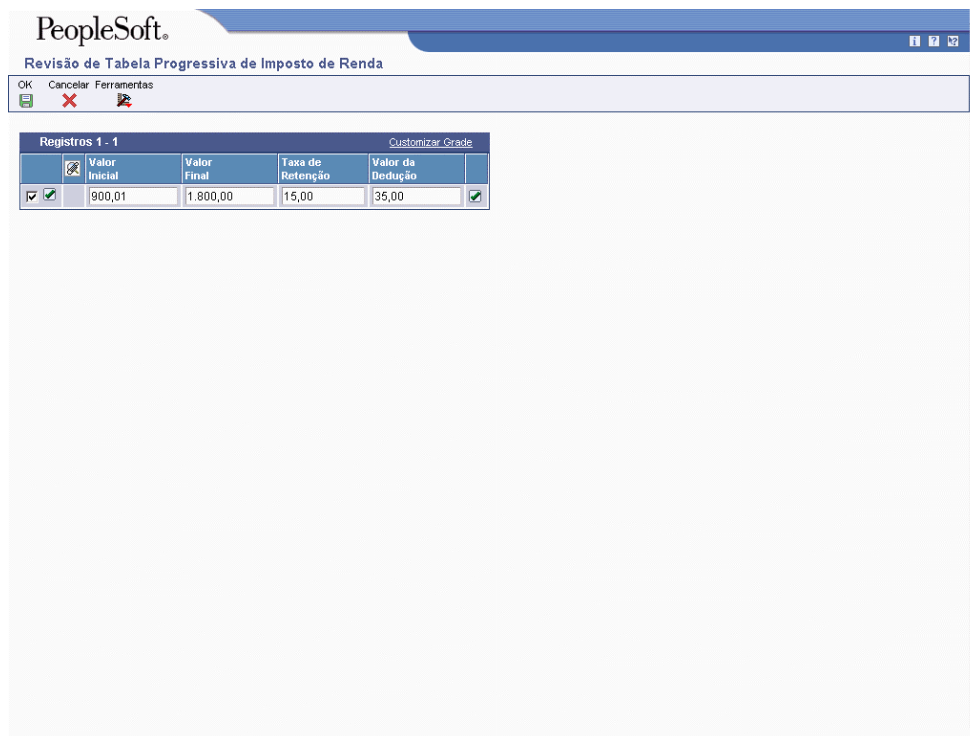 PeopleSoft®
Revisão de Tabela Progressiva de Imposto de Renda
OK Cancelar Ferramentas
Registros 1 - 1 Customizar Grade
Valor Inicial Valor Final Taxa de Retenção Valor da Dedução
900,01 1.800,00 15,00 35,00